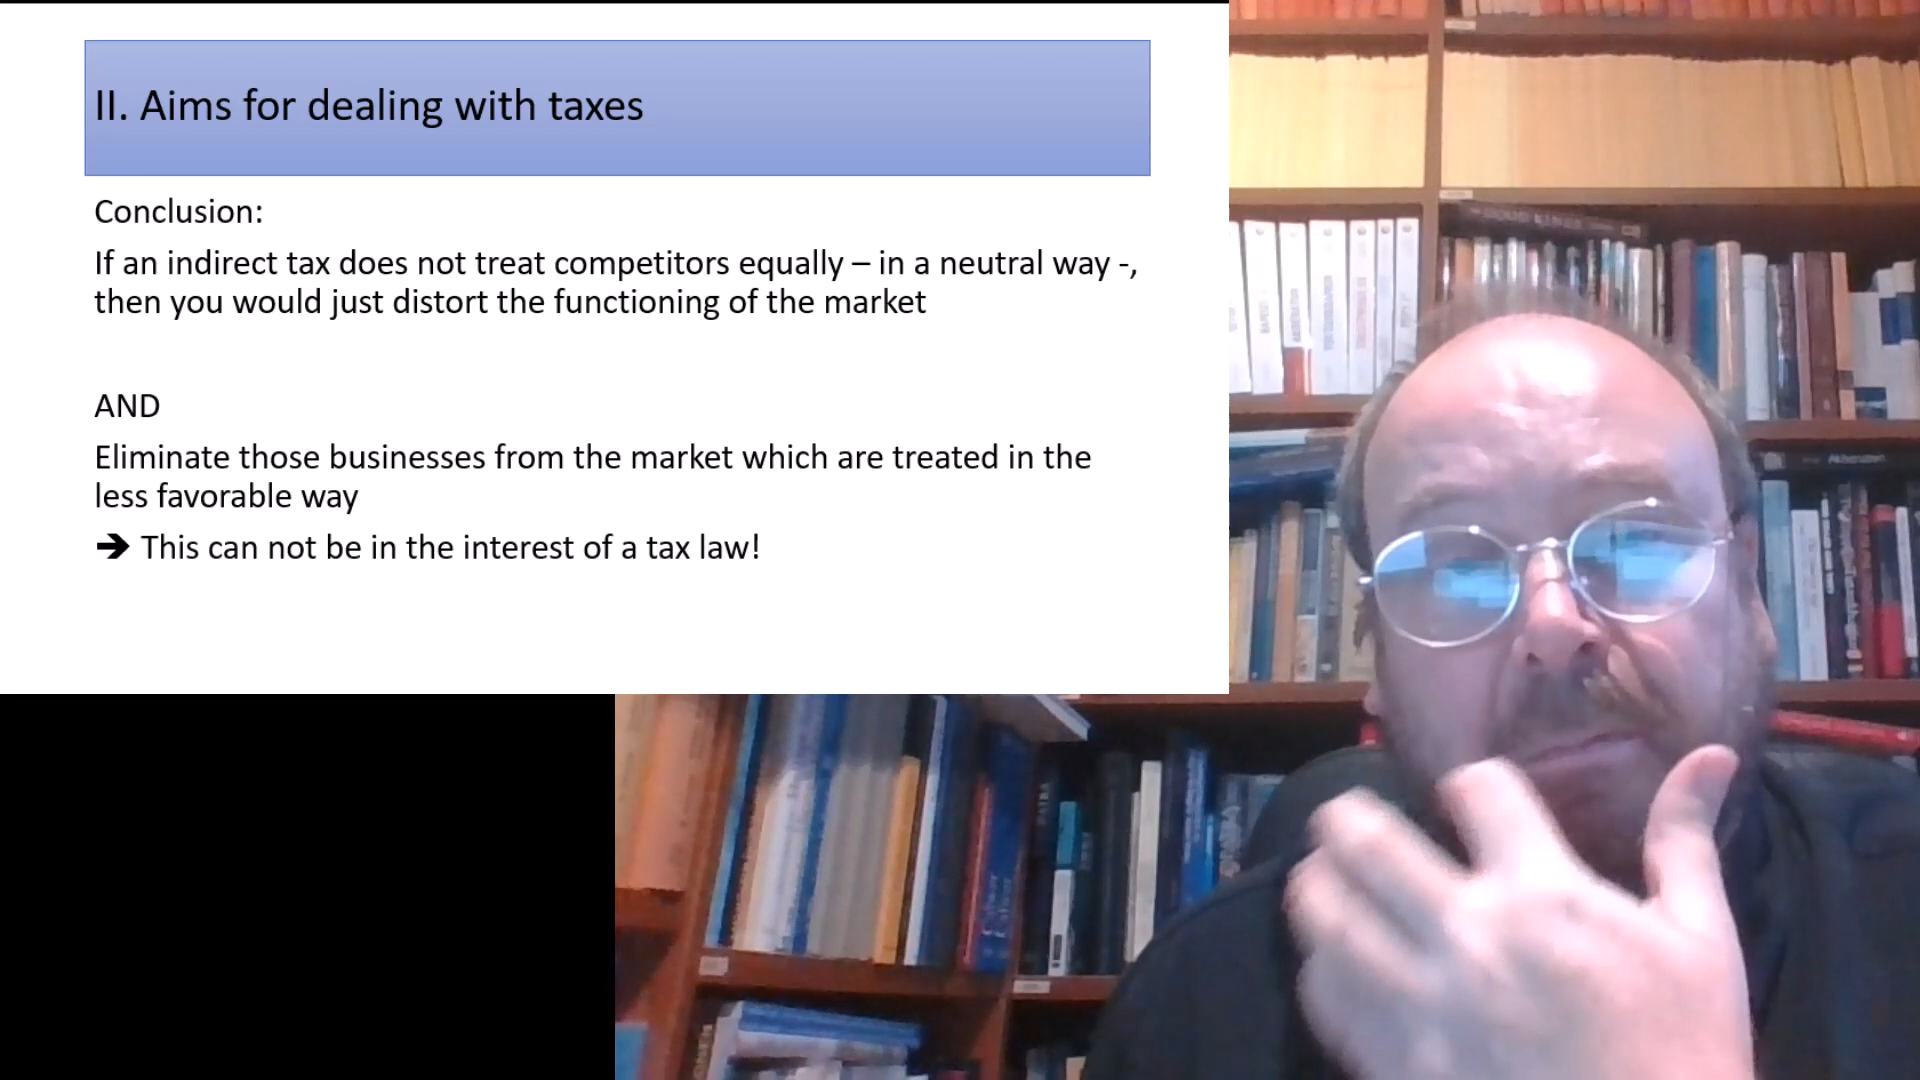 II. Aims for dealing with taxes
Conclusion:
If an indirect tax does not treat competitors equally – in a neutral way -,
then you would just distort the functioning of the market
AND
Eliminate those businesses from the market which are treated in the
less favorable way
➔ This can not be in the interest of a tax law!